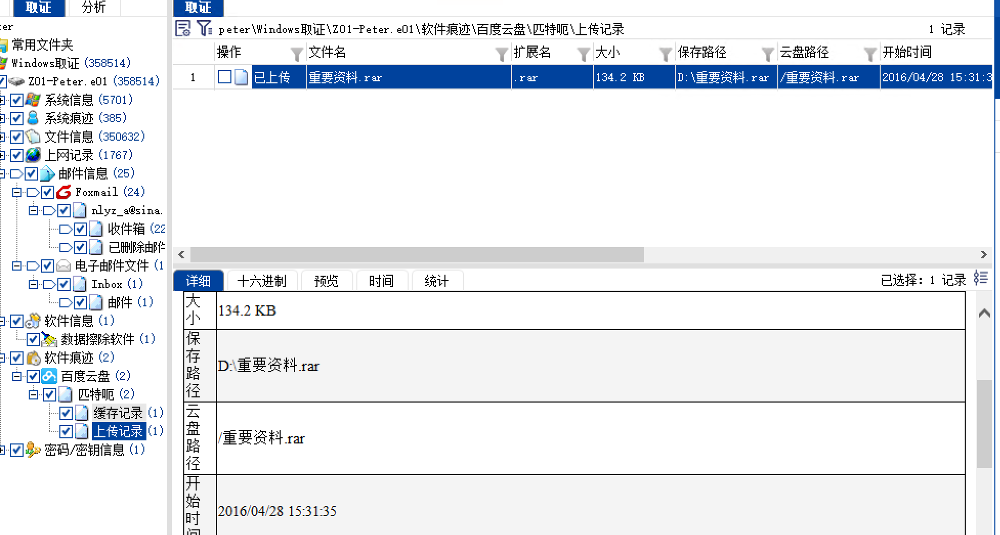 取证
分析
er
常用文件夹
Windows取证 (358514)
Z01-Peter.e01 (358514)
系统信息 (5701)
系统痕迹 (385)
文件信息 (350632)
上网记录 (1767)
邮件信息 (25)
Foxmail (24)
nlyz_a@sina.
收件箱 (22
已删除邮件
电子邮件文件 (1
Inbox (1)
邮件 (1)
软件信息 (1)
数据擦除软件 (1)
软件痕迹 (2)
百度云盘 (2)
匹特呃 (2)
缓存记录 (1)
上传记录 (1)
密码/密钥信息 (1)
取证
peter\Windows取证\Z01-Peter.e01\软件痕迹\百度云盘\匹特呃\上传记录
1 记录
操作 文件名 扩展名 大小 保存路径 云盘路径 开始时间
1 已上传 重要资料.rar .rar 134.2 KB D:\重要资料.rar /重要资料.rar 2016/04/28 15:31:3
详细 十六进制 预览 时间 统计
已选择: 1 记录
大小 134.2 KB
保存路径 D:\重要资料.rar
云盘路径 /重要资料.rar
开始时间 2016/04/28 15:31:35